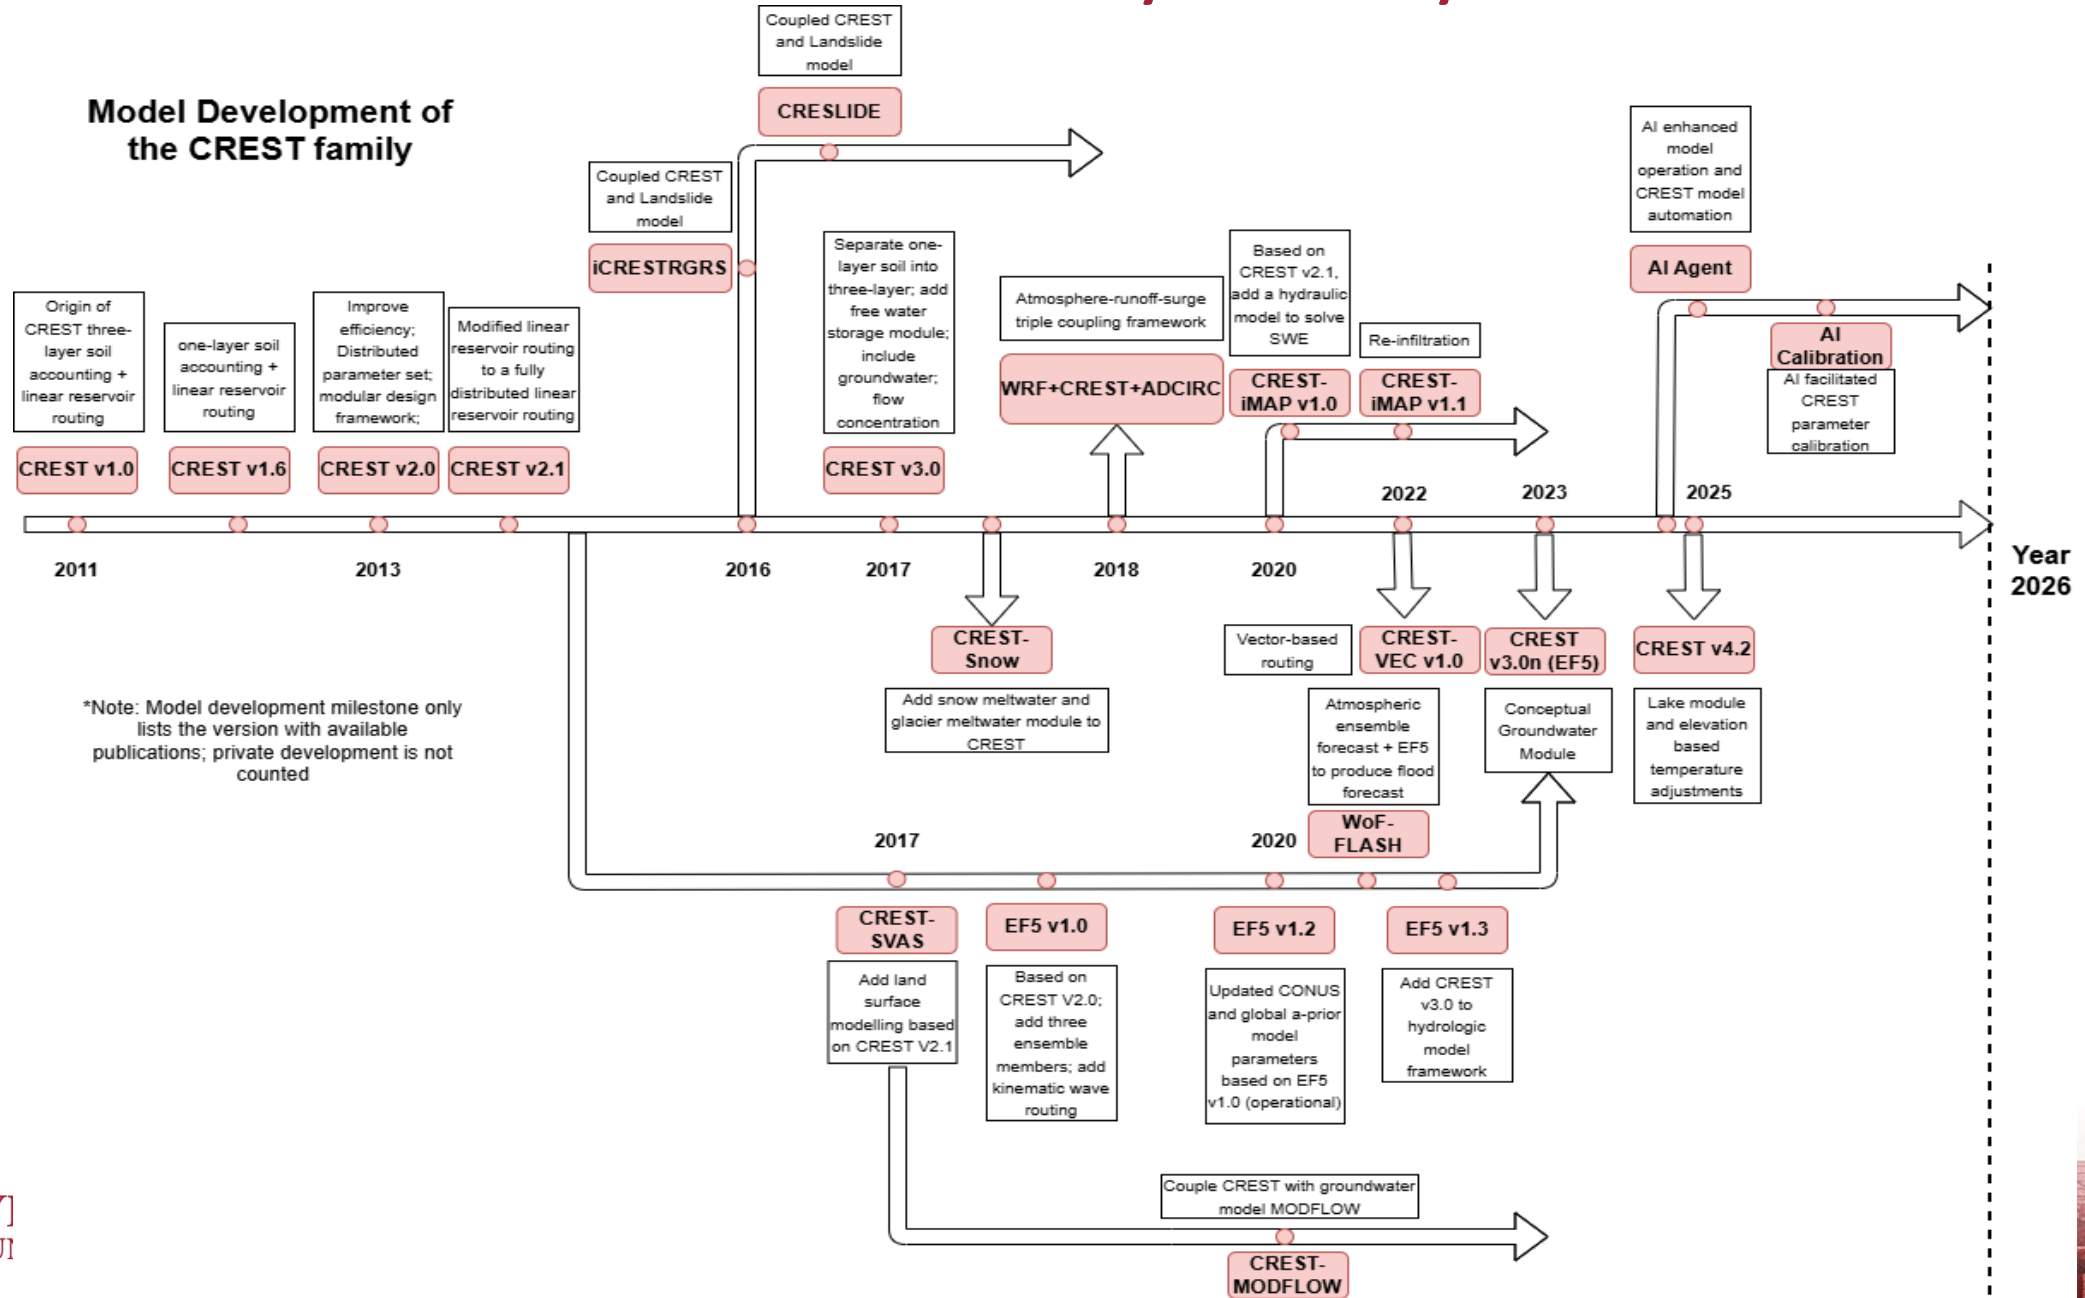 Model Development of
the CREST family
Coupled CREST
and Landslide
model
CRESLIDE
Coupled CREST
and Landslide
model
iCRESTRGRS
Origin of
CREST three-
layer soil
accounting +
linear reservoir
routing
CREST v1.0
one-layer soil
accounting +
linear reservoir
routing
CREST v1.6
Improve
efficiency;
Distributed
parameter set;
modular design
framework;
CREST v2.0
Modified linear
reservoir routing
to a fully
distributed linear
reservoir routing
CREST v2.1
Separate one-
layer soil into
three-layer; add
free water
storage module;
include
groundwater;
flow
concentration
CREST v3.0
Atmosphere-runoff-surge
triple coupling framework
WRF+CREST+ADCIRC
Based on
CREST v2.1,
add a hydraulic
model to solve
SWE
CREST-
iMAP v1.0
Re-infiltration
CREST-
iMAP v1.1
AI enhanced
model
operation and
CREST model
automation
AI Agent
AI
Calibration
AI facilitated
CREST
parameter
calibration
2022
2023
2025
2011
2013
2016
2017
2018
2020
Year
2026
CREST-
Snow
Add snow meltwater and
glacier meltwater module to
CREST
Vector-based
routing
CREST-
VEC v1.0
CREST
v3.0n (EF5)
Conceptual
Groundwater
Module
CREST v4.2
Lake module
and elevation
based
temperature
adjustments
*Note: Model development milestone only
lists the version with available
publications; private development is not
counted
Atmospheric
ensemble
forecast + EF5
to produce flood
forecast
WoF-
FLASH
2017
2020
CREST-
SVAS
Add land
surface
modelling based
on CREST V2.1
EF5 v1.0
Based on
CREST V2.0;
add three
ensemble
members; add
kinematic wave
routing
EF5 v1.2
Updated CONUS
and global a-prior
model
parameters
based on EF5
v1.0 (operational)
EF5 v1.3
Add CREST
v3.0 to
hydrologic
model
framework
Couple CREST with groundwater
model MODFLOW
CREST-
MODFLOW